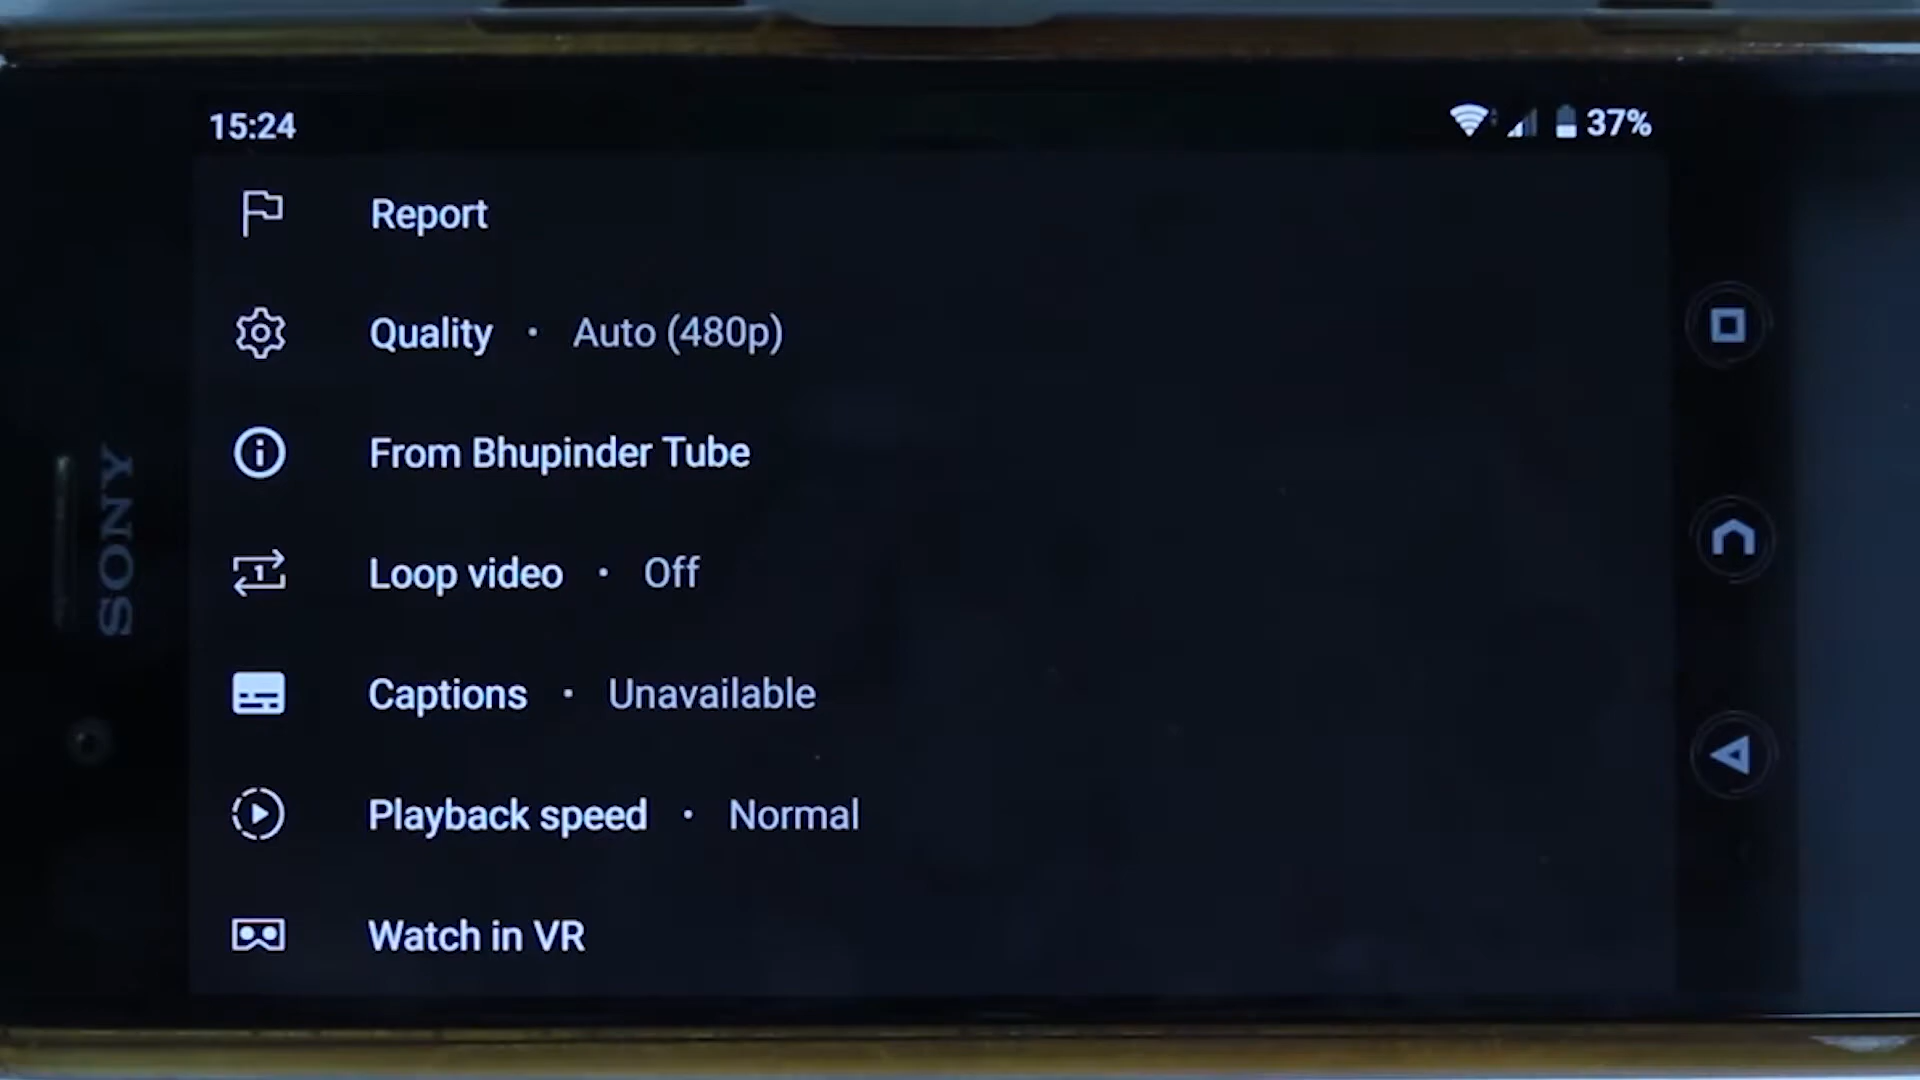 15:24
37%
Report
Quality · Auto (480p)
From Bhupinder Tube
Loop video · Off
Captions · Unavailable
Playback speed · Normal
Watch in VR
SONY